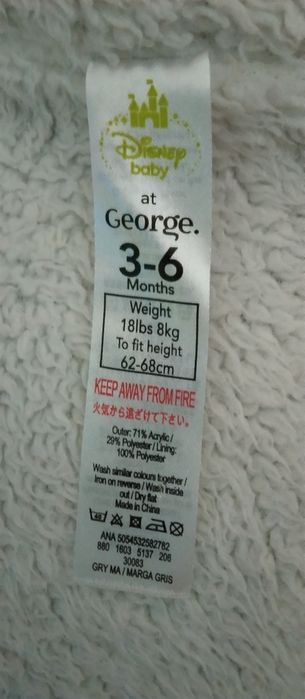 Disney
baby
at
George.
3-6
Months
Weight
18lbs 8kg
To fit height
62-68cm
KEEP AWAY FROM FIRE
火気から遠ざけて下さい。
Outer: 71% Acrylic /
29% Polyester / Lining:
100% Polyester
Wash similar colours together /
Iron on reverse / Wash inside
out / Dry flat
Made in China
ANA 5054532582782
880 1603 5137 206
30083
GRY MA / MARGA GRIS